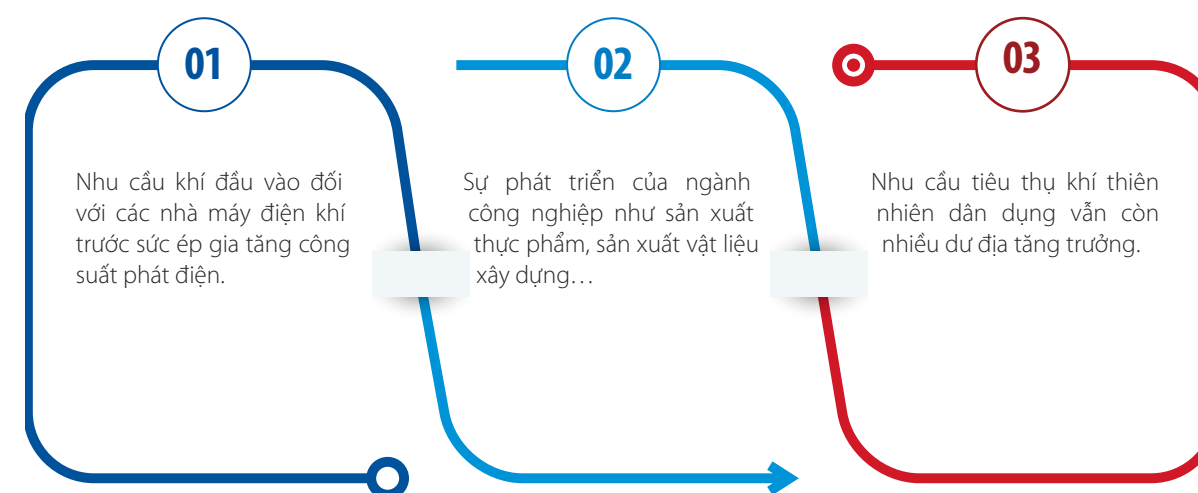 01
Nhu cầu khí đầu vào đối
với các nhà máy điện khí
trước sức ép gia tăng công
suất phát điện.
02
Sự phát triển của ngành
công nghiệp như sản xuất
thực phẩm, sản xuất vật liệu
xây dựng…
03
Nhu cầu tiêu thụ khí thiên
nhiên dân dụng vẫn còn
nhiều dư địa tăng trưởng.